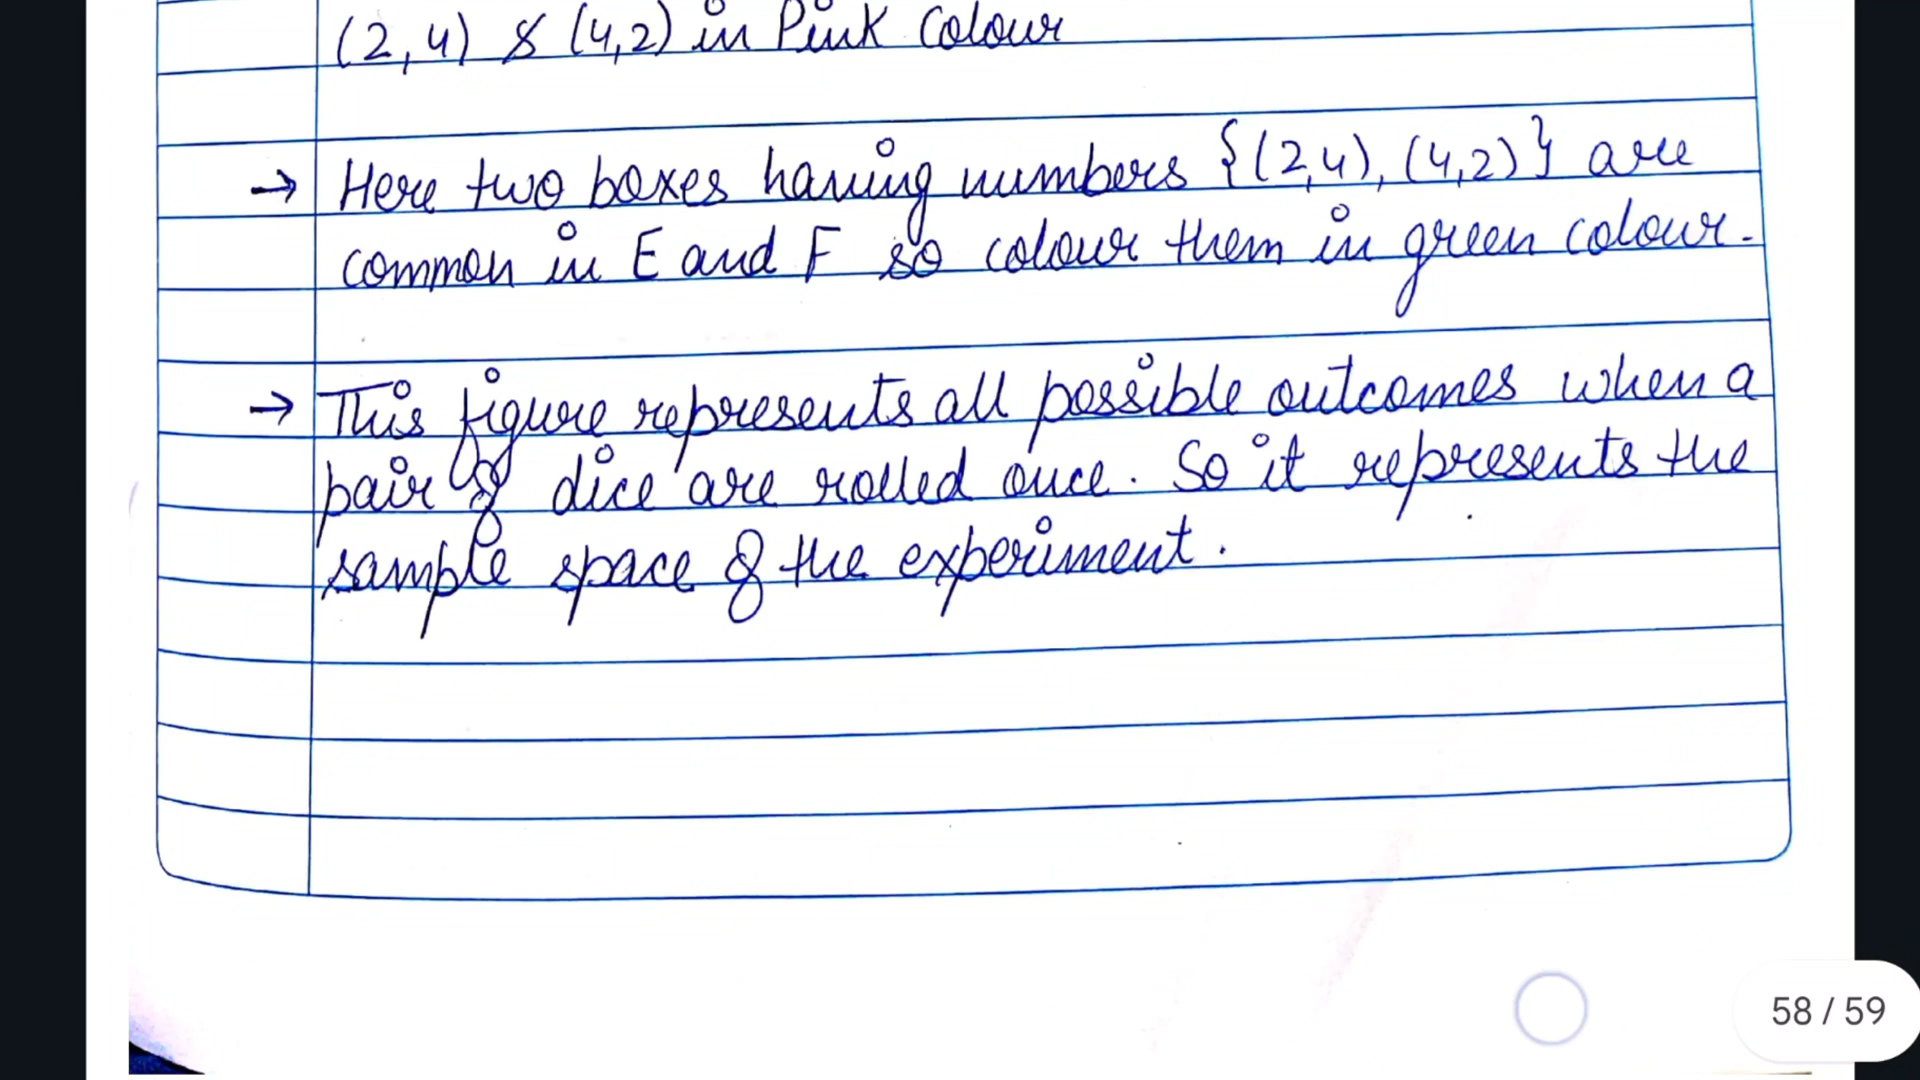 (2,4) & (4,2) in Pink Colour
→ Here two boxes having numbers {(2,4), (4,2)} are
common in E and F so colour them in green colour.
→ This figure represents all possible outcomes when a
pair of dice are rolled once. So it represents the
sample space of the experiment.
58 / 59